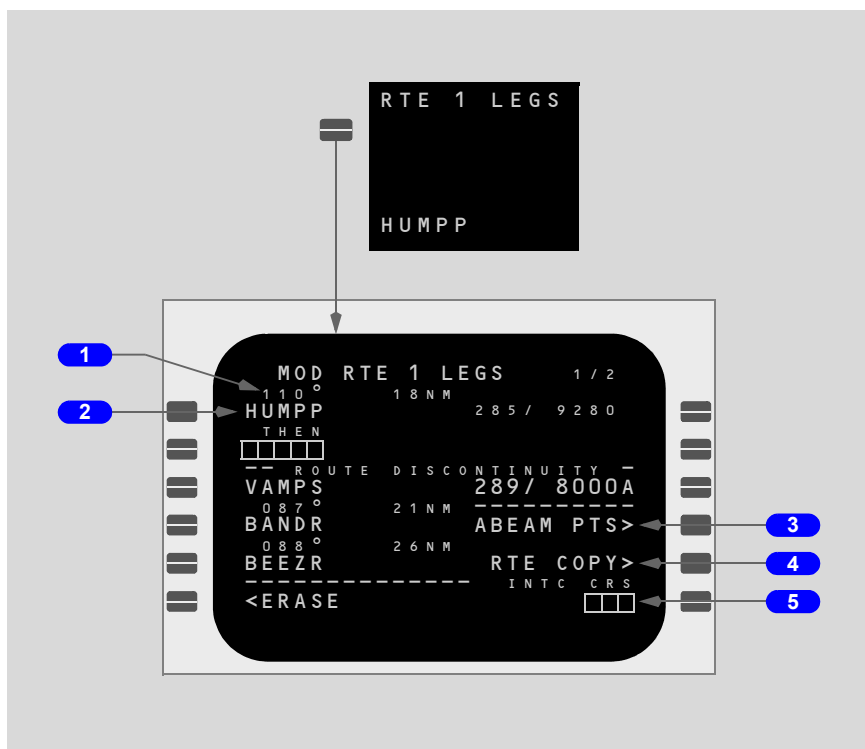 RTE 1 LEGS
HUMPP
MOD RTE 1 LEGS 1/2
110° 18NM
HUMPP 285/ 9280
THEN
-- ROUTE DISCONTINUITY -
VAMPS 289/ 8000A
087° 21NM
BANDR ABEAM PTS>
088° 26NM
BEEZR RTE COPY>
INTC CRS
<ERASE
1
2
3
4
5